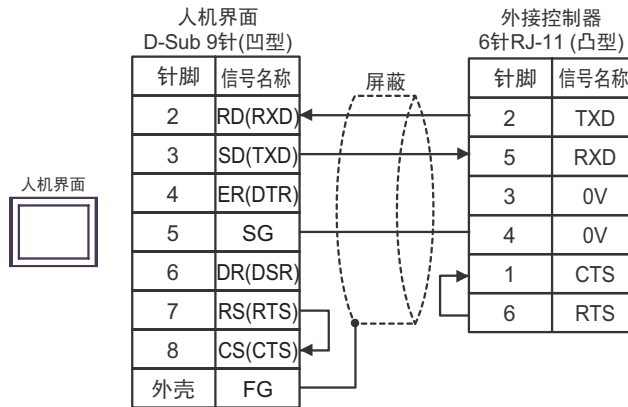 人机界面
D-Sub 9针(凹型)
针脚 信号名称
2 RD(RXD)
3 SD(TXD)
4 ER(DTR)
5 SG
6 DR(DSR)
7 RS(RTS)
8 CS(CTS)
外壳 FG
人机界面
屏蔽
外接控制器
6针RJ-11 (凸型)
针脚 信号名称
2 TXD
5 RXD
3 0V
4 0V
1 CTS
6 RTS